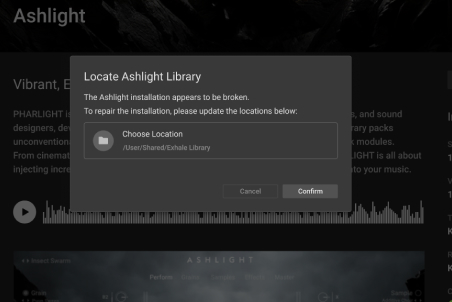 Ashlight
Vibrant, E
Locate Ashlight Library
The Ashlight installation appears to be broken.
To repair the installation, please update the locations below:
Choose Location
/User/Shared/Exhale Library
Cancel
Confirm
PHARLIGHT i
designers, de
unconvention
From cinemat
injecting incre
s, and sound
rary packs
k modules.
LIGHT is all about
to your music.
ASHLIGHT
Perform